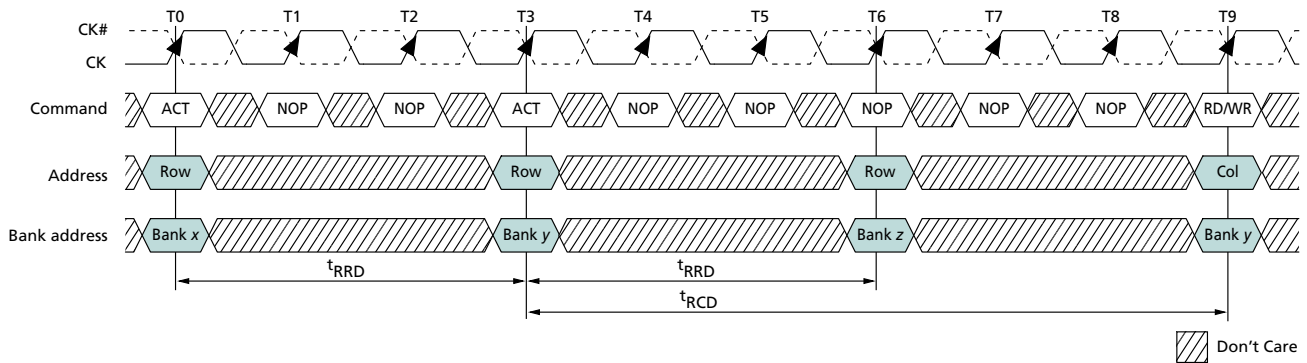 T0 T1 T2 T3 T4 T5 T6 T7 T8 T9
CK#
CK
Command ACT NOP NOP ACT NOP NOP NOP NOP NOP RD/WR
Address Row Row Row Col
Bank address Bank x Bank y Bank z Bank y
tRRD tRRD
tRCD
Don't Care